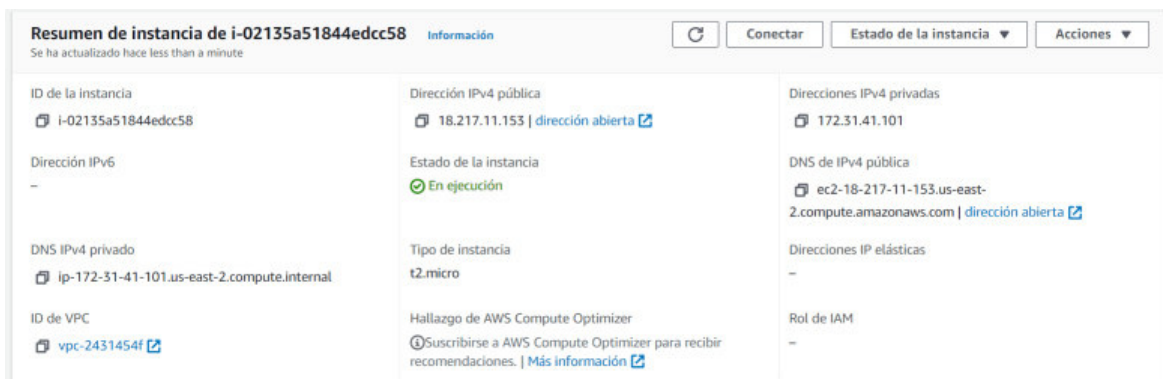 Resumen de instancia de i-02135a51844edcc58 Información
Se ha actualizado hace less than a minute
Conectar
Estado de la instancia
Acciones
ID de la instancia
i-02135a51844edcc58
Dirección IPv4 pública
18.217.11.153 | dirección abierta
Direcciones IPv4 privadas
172.31.41.101
Dirección IPv6
–
Estado de la instancia
En ejecución
DNS de IPv4 pública
ec2-18-217-11-153.us-east-
2.compute.amazonaws.com | dirección abierta
DNS IPv4 privado
ip-172-31-41-101.us-east-2.compute.internal
Tipo de instancia
t2.micro
Direcciones IP elásticas
–
ID de VPC
vpc-2431454f
Hallazgo de AWS Compute Optimizer
Suscribirse a AWS Compute Optimizer para recibir
recomendaciones. | Más información
Rol de IAM
–